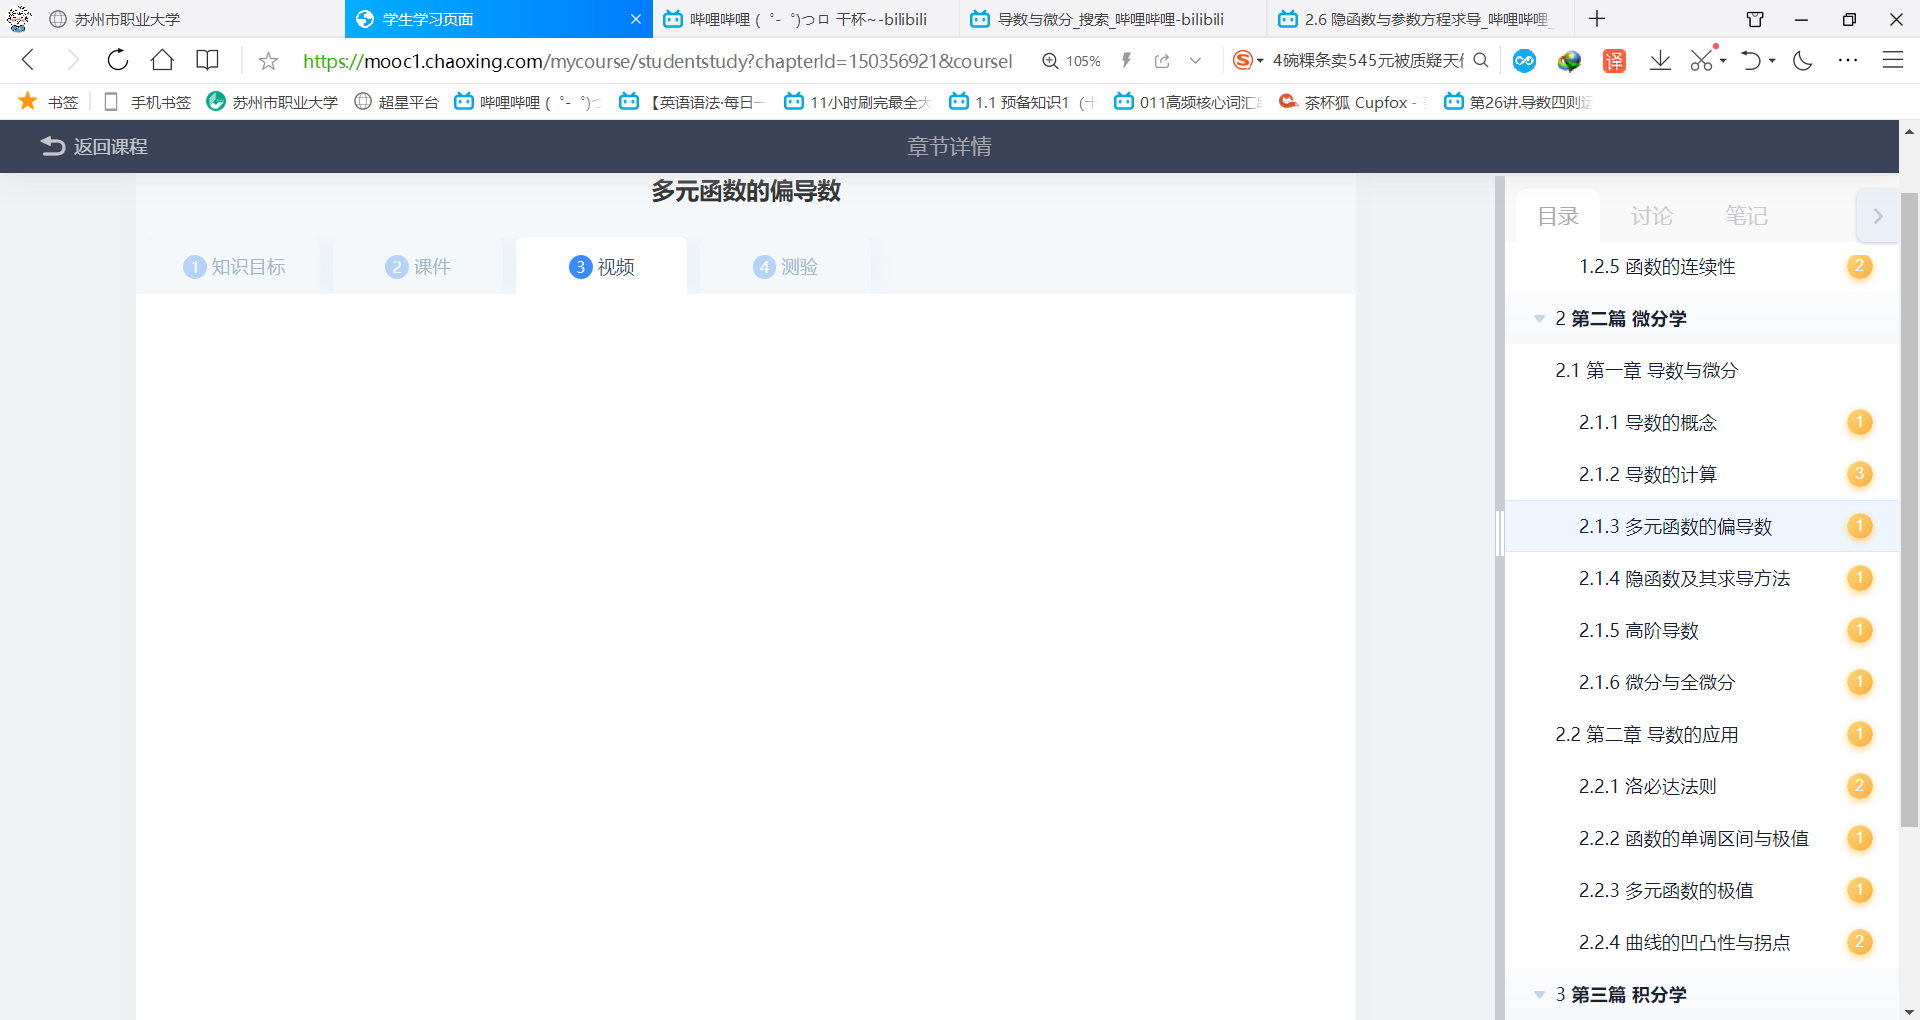 苏州市职业大学
学生学习页面
哔哩哔哩 ( ゜- ゜)つロ 干杯~-bilibili
导数与微分_搜索_哔哩哔哩-bilibili
2.6 隐函数与参数方程求导_哔哩哔哩_
https://mooc1.chaoxing.com/mycourse/studentstudy?chapterId=150356921&coursel
105%
4碗粿条卖545元被质疑天价
译
书签
手机书签
苏州市职业大学
超星平台
哔哩哔哩 ( ゜- ゜)つ
【英语语法·每日一
11小时刷完最全大
1.1 预备知识1（十
011高频核心词汇
茶杯狐 Cupfox -
第26讲.导数四则运
返回课程
章节详情
多元函数的偏导数
1 知识目标
2 课件
3 视频
4 测验
目录
讨论
笔记
1.2.5 函数的连续性 2
2 第二篇 微分学
2.1 第一章 导数与微分
2.1.1 导数的概念 1
2.1.2 导数的计算 3
2.1.3 多元函数的偏导数 1
2.1.4 隐函数及其求导方法 1
2.1.5 高阶导数 1
2.1.6 微分与全微分 1
2.2 第二章 导数的应用 1
2.2.1 洛必达法则 2
2.2.2 函数的单调区间与极值 1
2.2.3 多元函数的极值 1
2.2.4 曲线的凹凸性与拐点 2
3 第三篇 积分学